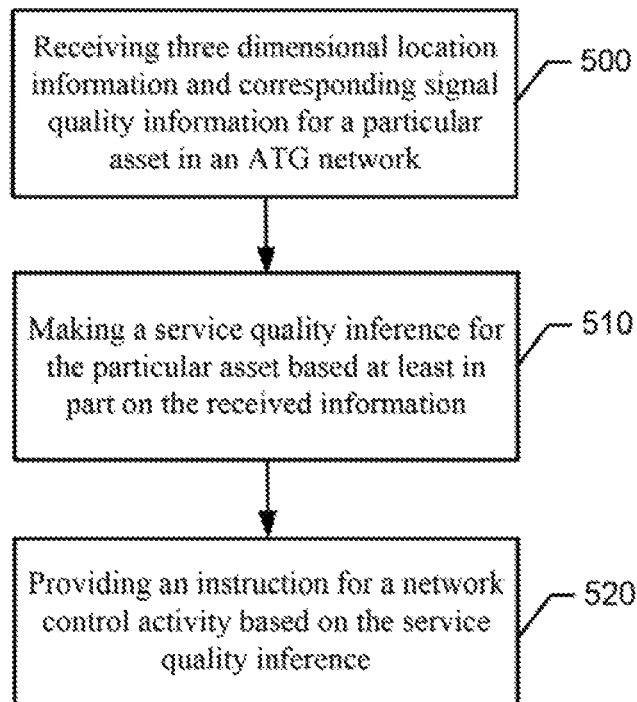 Receiving three dimensional location
information and corresponding signal
quality information for a particular
asset in an ATG network
500
Making a service quality inference for
the particular asset based at least in
part on the received information
510
Providing an instruction for a network
control activity based on the service
quality inference
520